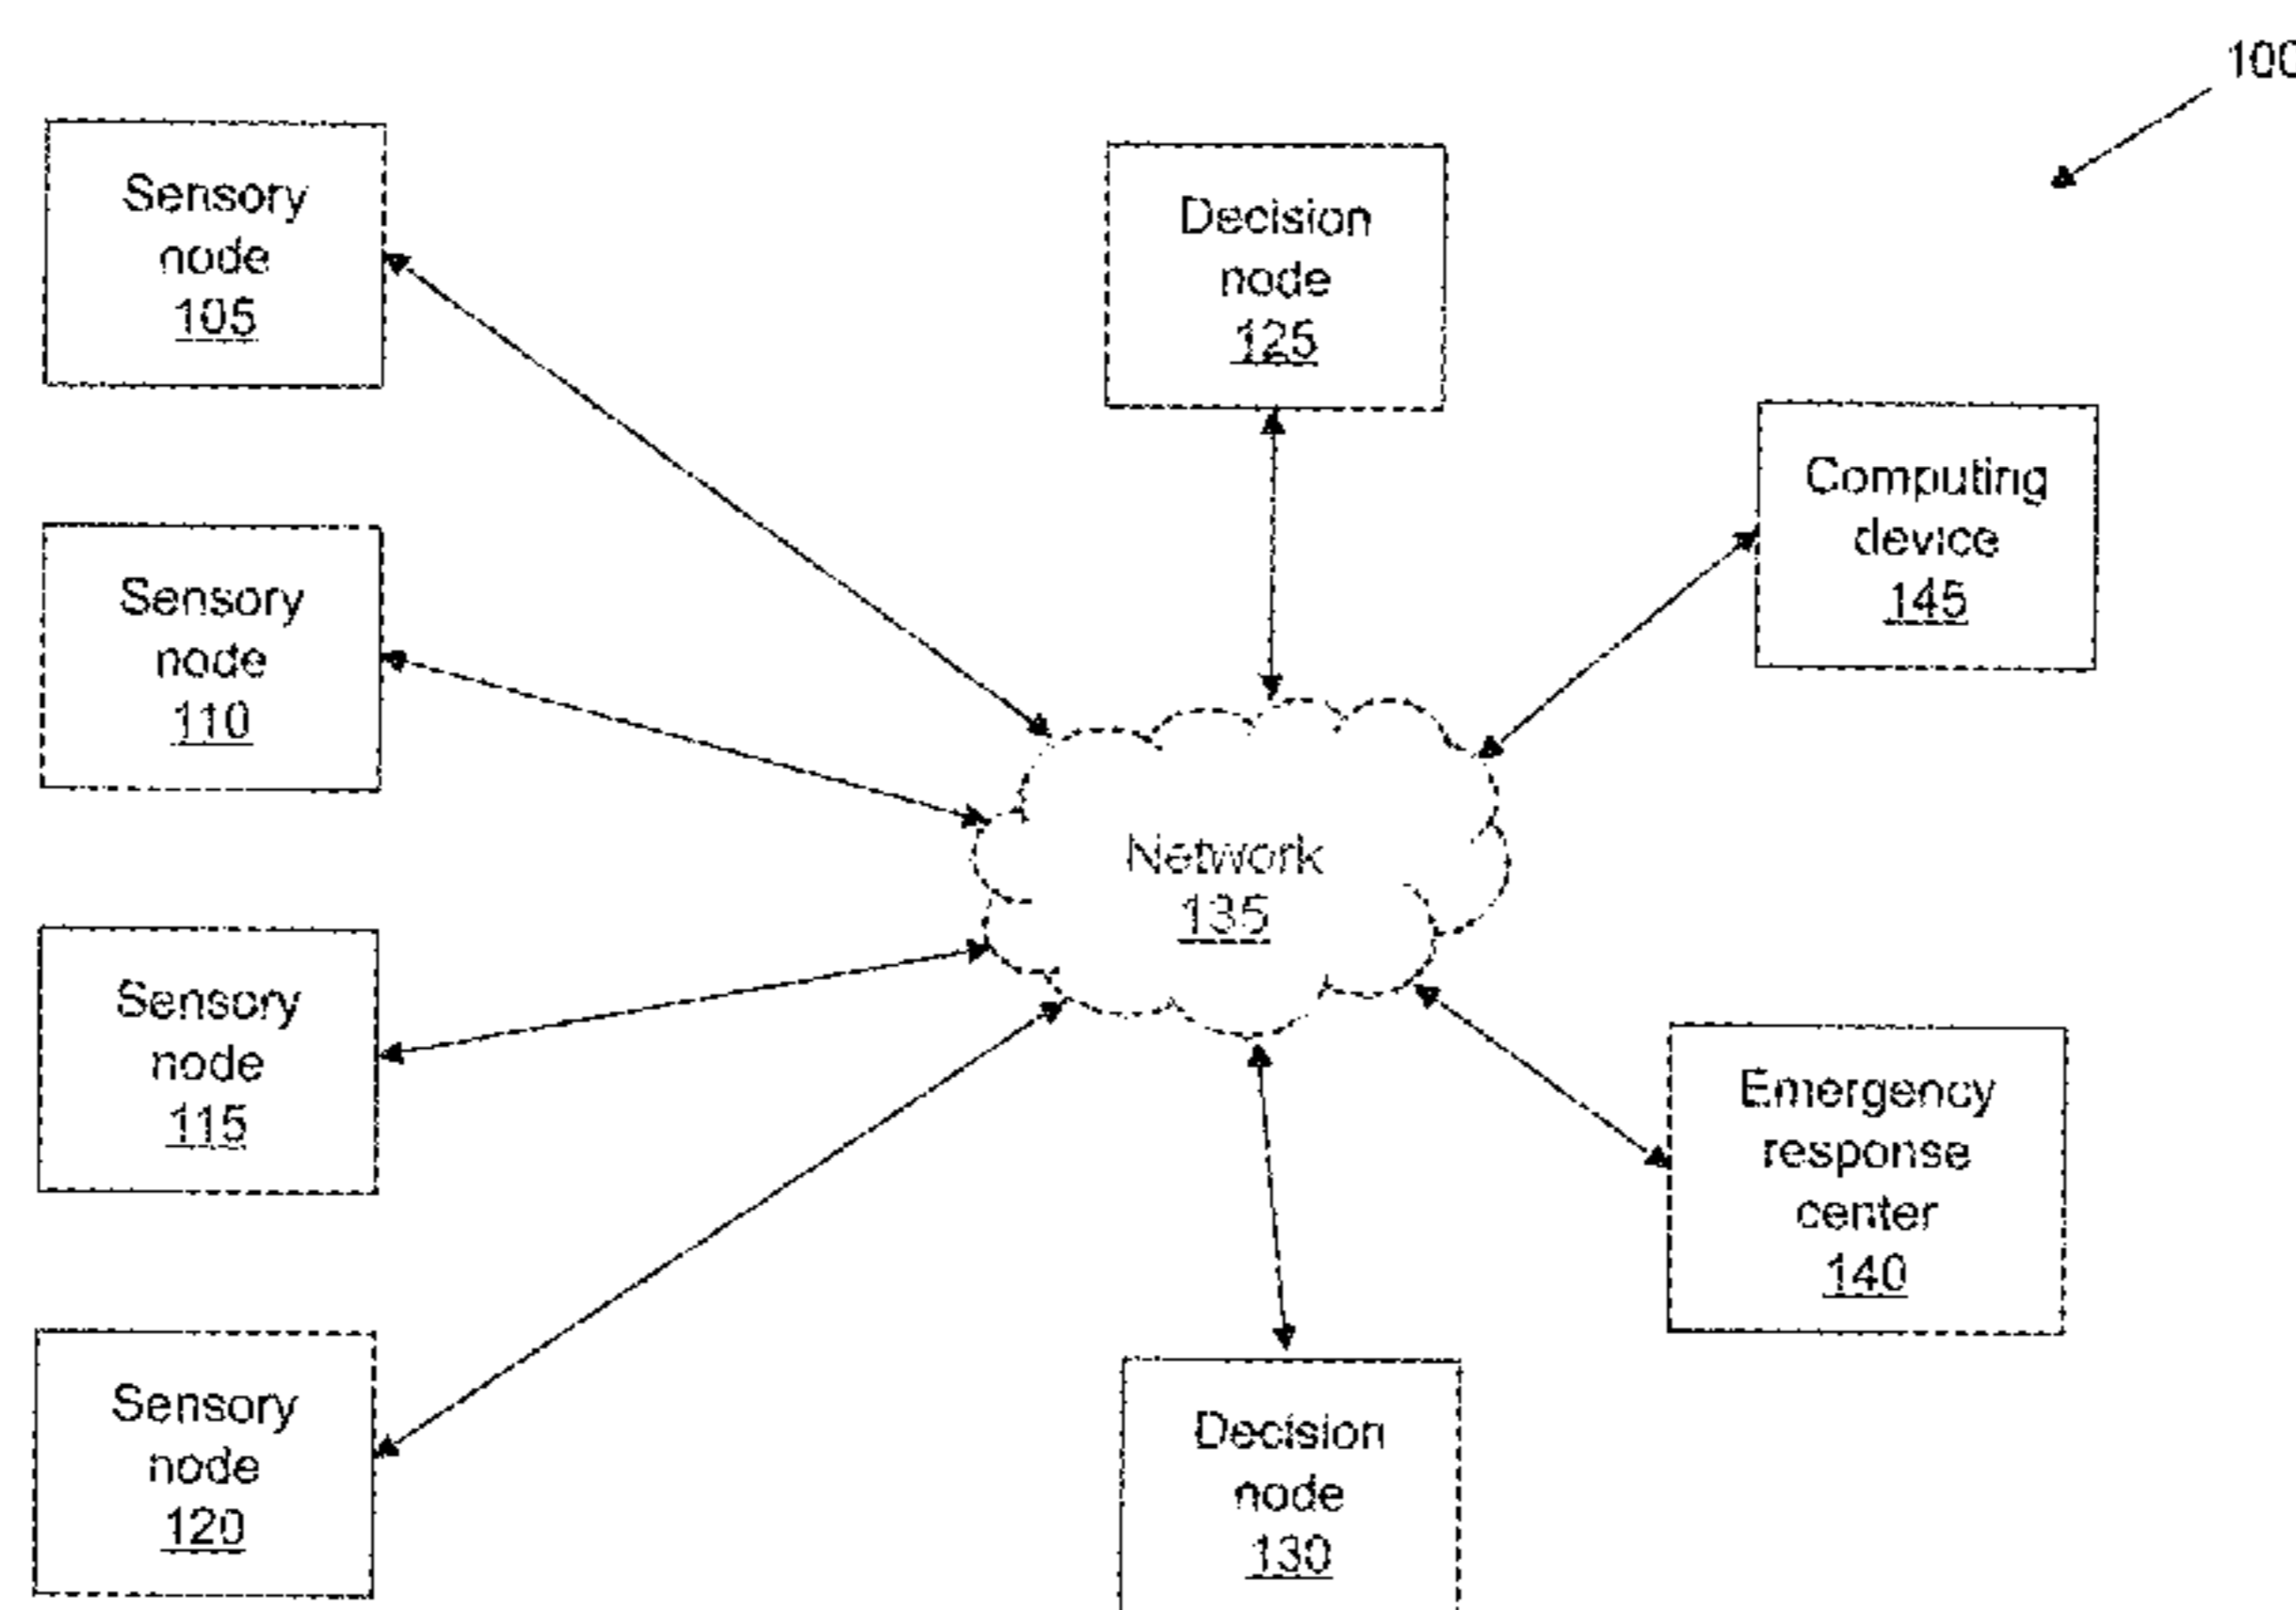 100
Sensory
node
105
Decision
node
125
Computing
device
145
Sensory
node
110
Network
135
Sensory
node
115
Emergency
response
center
140
Sensory
node
120
Decision
node
130